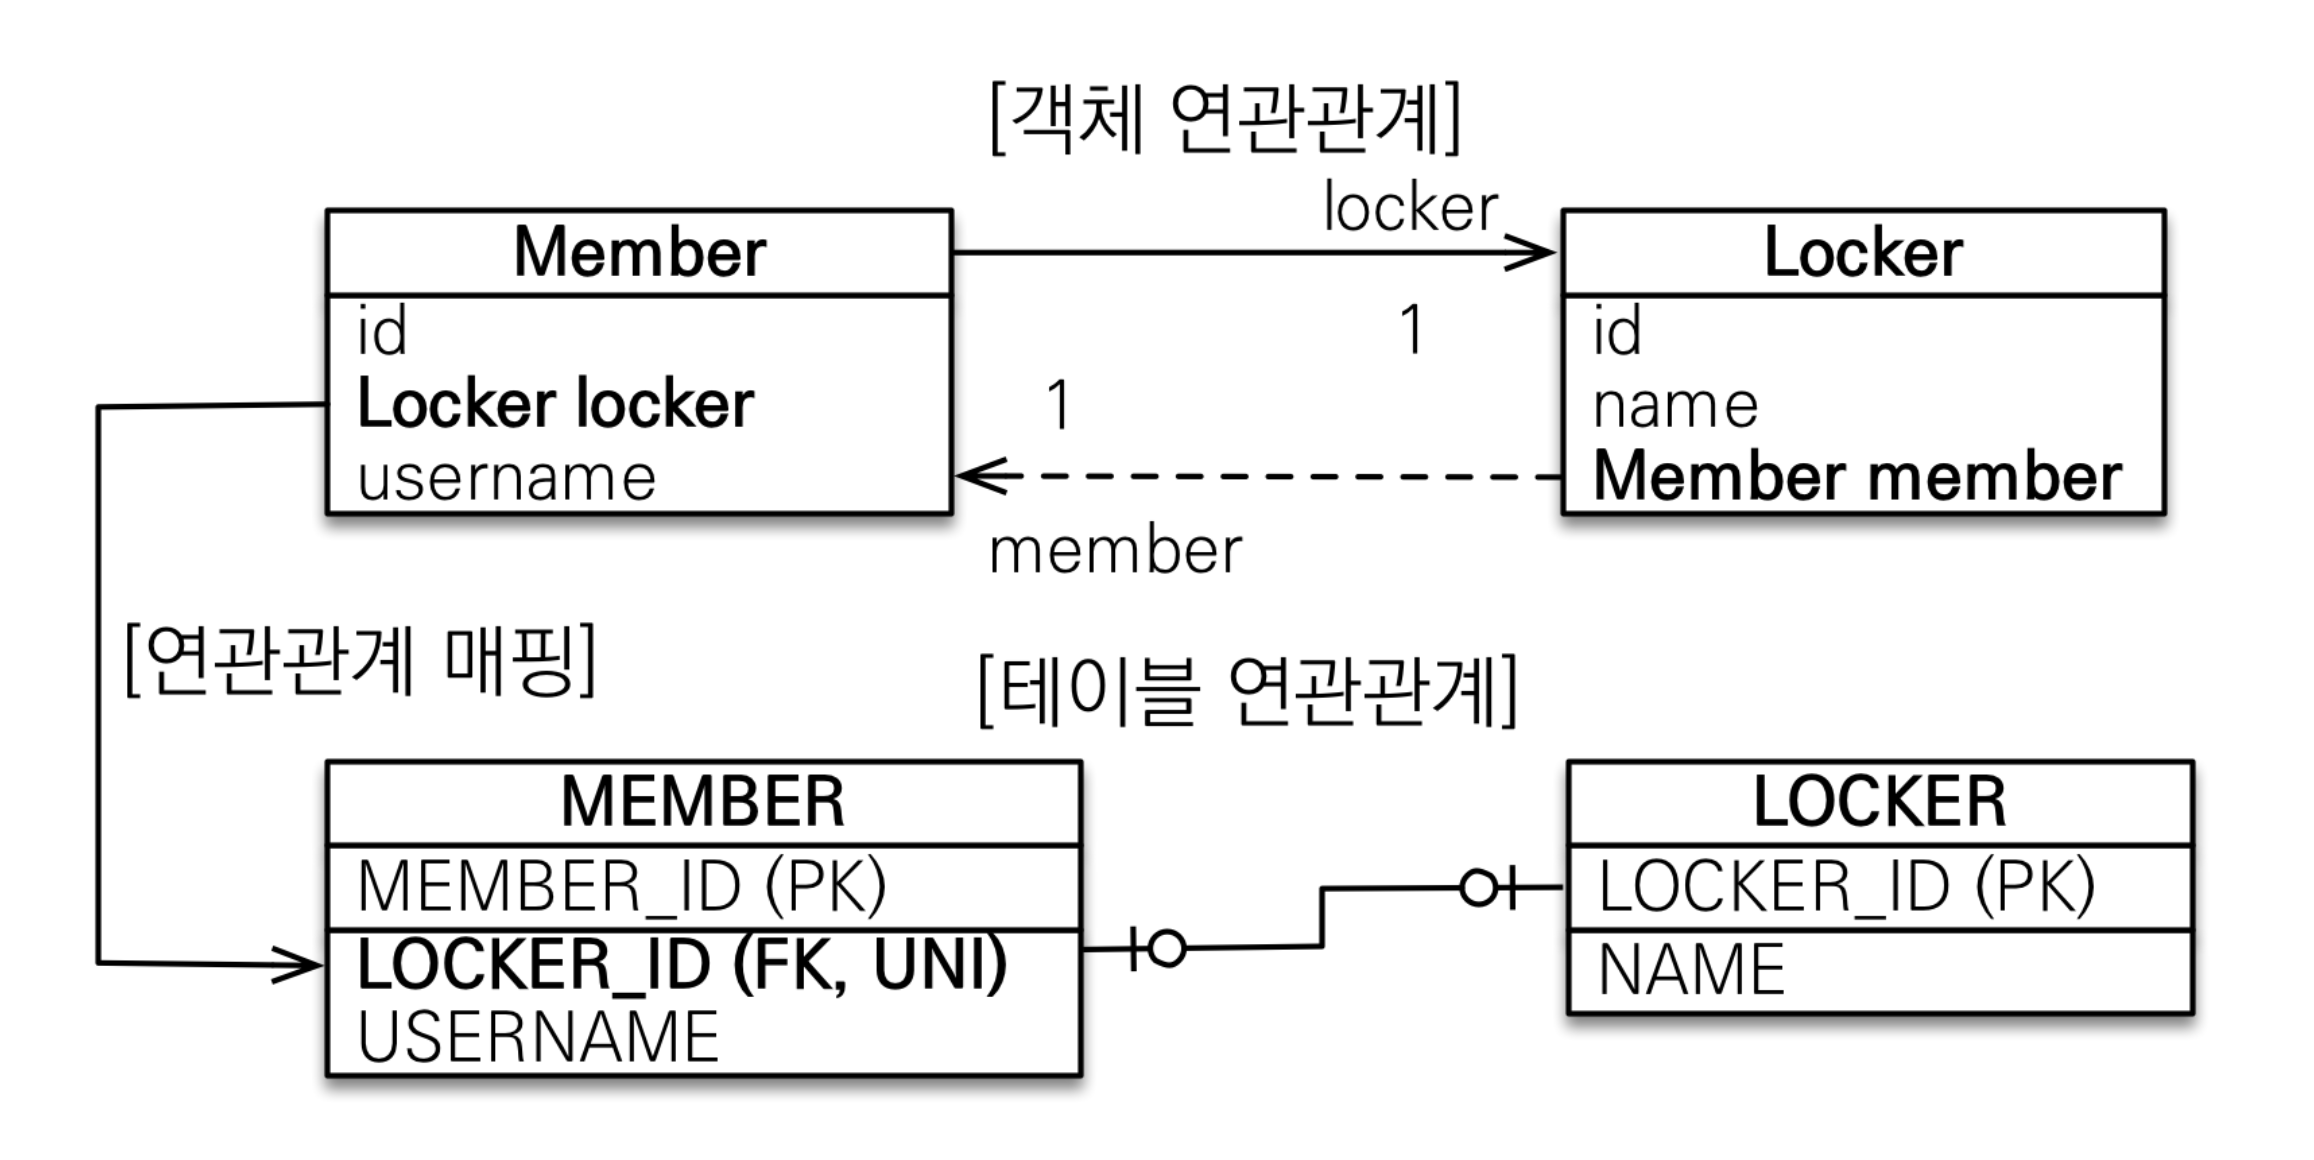 [객체 연관관계]
locker
Member
Locker
id
Locker locker
username
1
1
id
name
Member member
member
[연관관계 매핑]
[테이블 연관관계]
MEMBER
MEMBER_ID (PK)
LOCKER_ID (FK, UNI)
USERNAME
LOCKER
LOCKER_ID (PK)
NAME